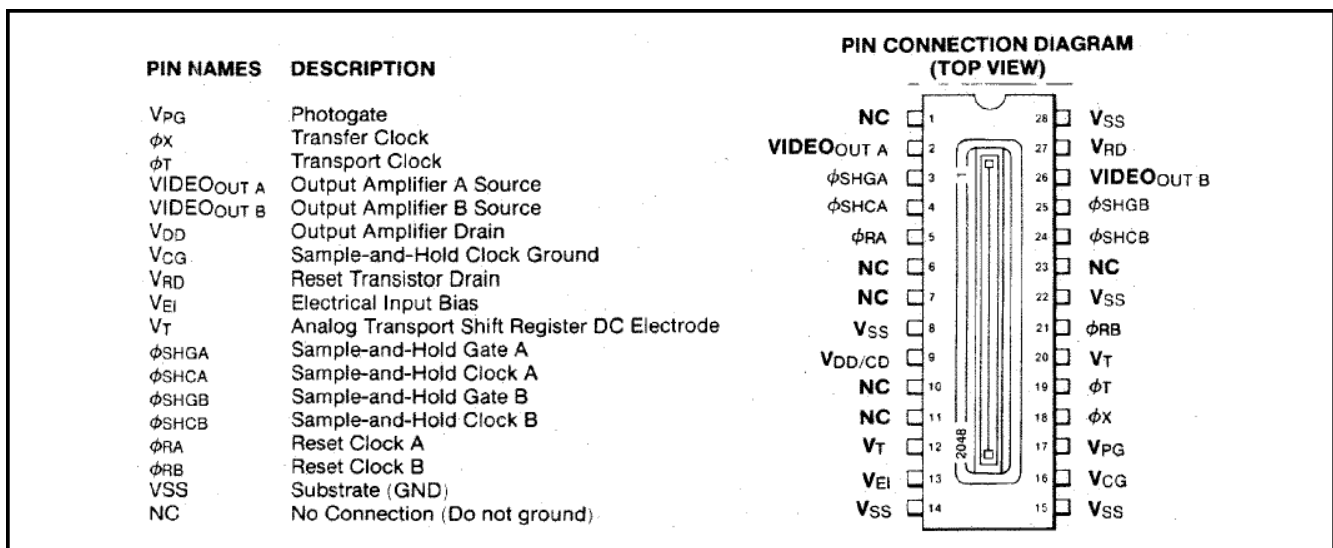 PIN NAMES DESCRIPTION
VPG Photogate
ϕX Transfer Clock
ϕT Transport Clock
VIDEOOUT A Output Amplifier A Source
VIDEOOUT B Output Amplifier B Source
VDD Output Amplifier Drain
VCG Sample-and-Hold Clock Ground
VRD Reset Transistor Drain
VEI Electrical Input Bias
VT Analog Transport Shift Register DC Electrode
ϕSHGA Sample-and-Hold Gate A
ϕSHCA Sample-and-Hold Clock A
ϕSHGB Sample-and-Hold Gate B
ϕSHCB Sample-and-Hold Clock B
ϕRA Reset Clock A
ϕRB Reset Clock B
VSS Substrate (GND)
NC No Connection (Do not ground)
PIN CONNECTION DIAGRAM
(TOP VIEW)
NC 1 28 VSS
VIDEOOUT A 2 27 VRD
ϕSHGA 3 1 26 VIDEOOUT B
ϕSHCA 4 25 ϕSHGB
ϕRA 5 24 ϕSHCB
NC 6 23 NC
NC 7 22 VSS
VSS 8 21 ϕRB
VDD/CD 9 20 VT
NC 10 19 ϕT
NC 11 18 ϕX
VT 12 2048 17 VPG
VEI 13 16 VCG
VSS 14 15 VSS